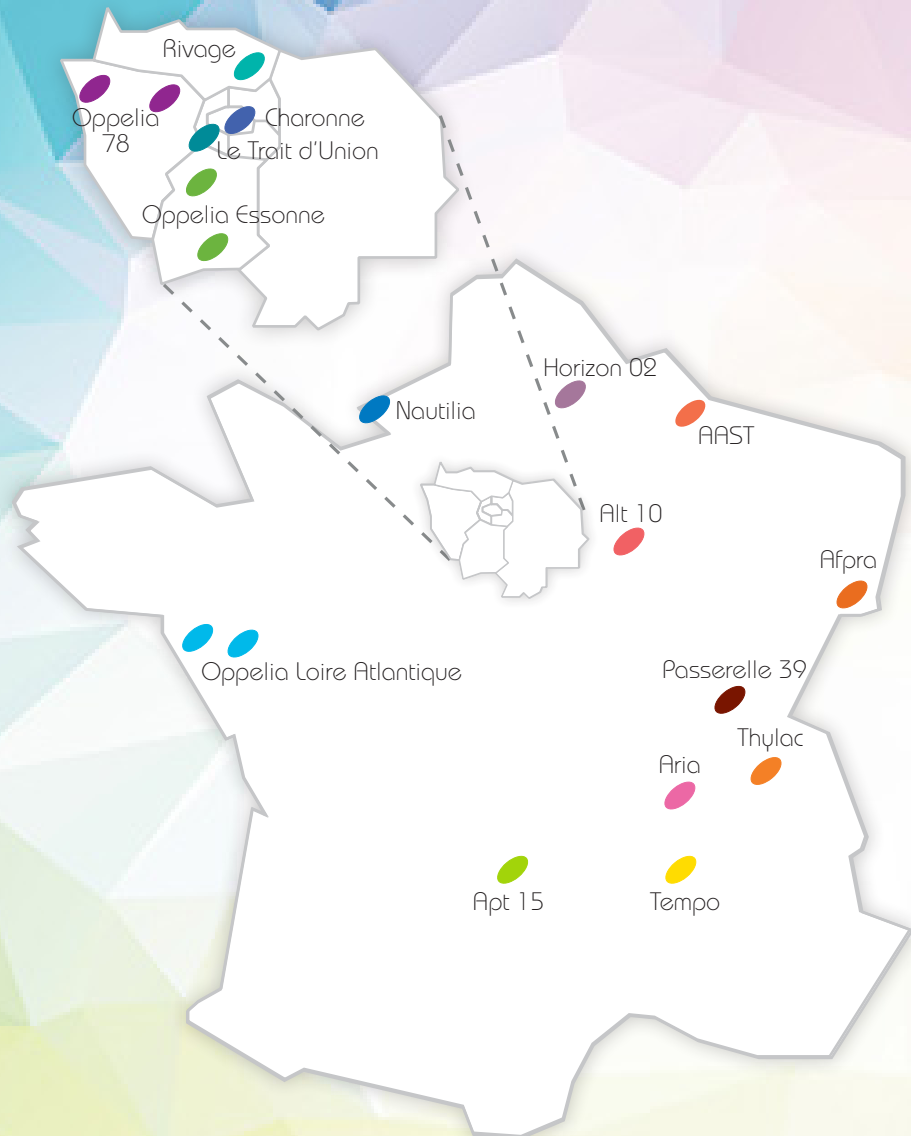 Rivage
Oppelia
78
Charonne
Le Trait d'Union
Oppelia Essonne
Horizon 02
Nautilia
AAST
Alt 10
Afpra
Oppelia Loire Atlantique
Passerelle 39
Thylac
Aria
Apt 15
Tempo